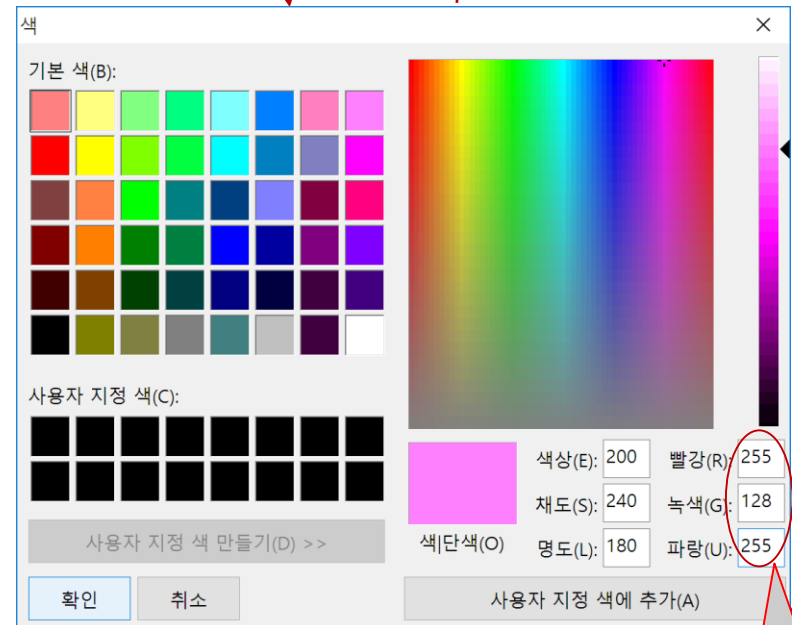 색
기본 색(B):
사용자 지정 색(C):
사용자 지정 색 만들기(D) >>
확인
취소
색|단색(O)
색상(E): 200
빨강(R): 255
채도(S): 240
녹색(G): 128
명도(L): 180
파랑(U): 255
사용자 지정 색에 추가(A)